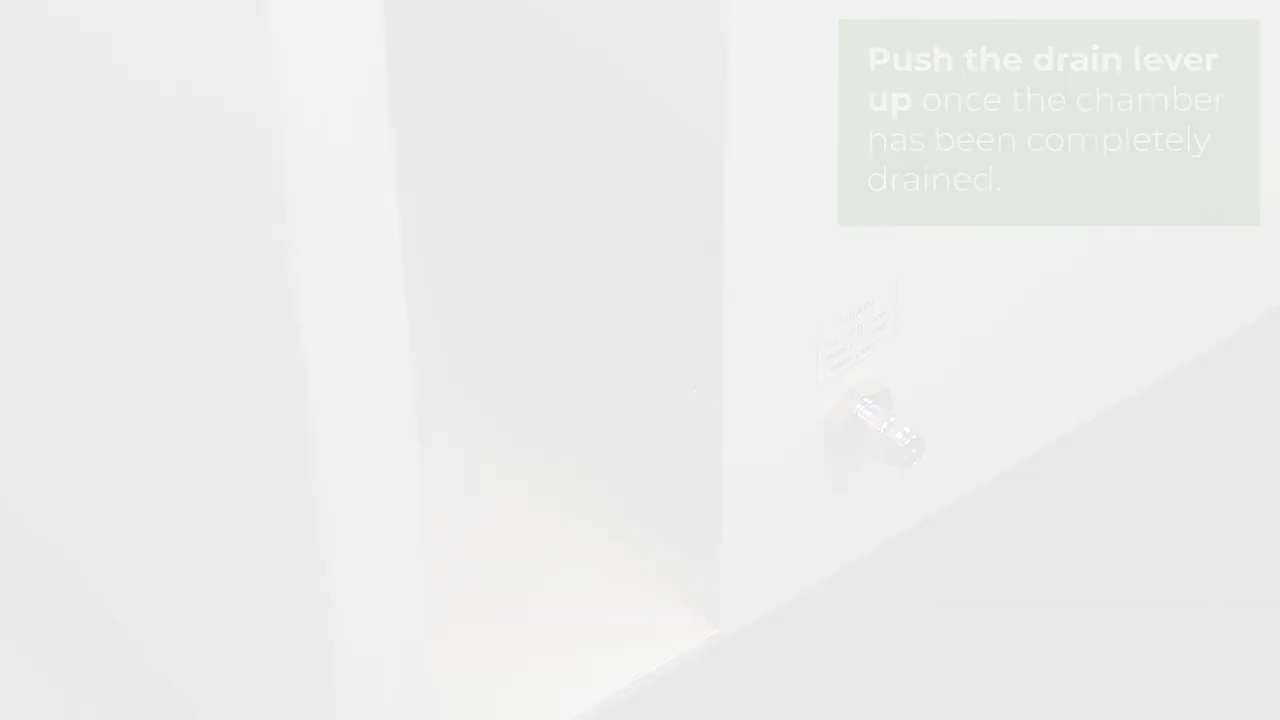 Push the drain lever
up once the chamber
has been completely
drained.